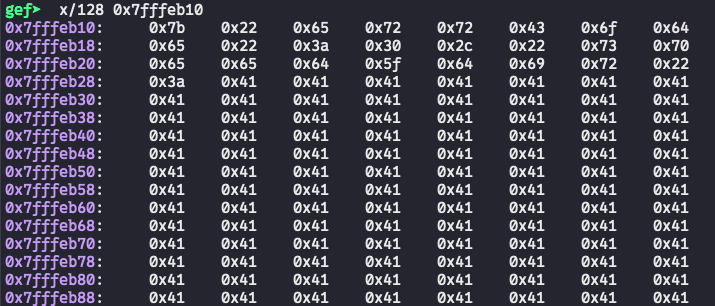 gef➤  x/128 0x7fffeb10
0x7fffeb10:	0x7b	0x22	0x65	0x72	0x72	0x43	0x6f	0x64
0x7fffeb18:	0x65	0x22	0x3a	0x30	0x2c	0x22	0x73	0x70
0x7fffeb20:	0x65	0x65	0x64	0x5f	0x64	0x69	0x72	0x22
0x7fffeb28:	0x3a	0x41	0x41	0x41	0x41	0x41	0x41	0x41
0x7fffeb30:	0x41	0x41	0x41	0x41	0x41	0x41	0x41	0x41
0x7fffeb38:	0x41	0x41	0x41	0x41	0x41	0x41	0x41	0x41
0x7fffeb40:	0x41	0x41	0x41	0x41	0x41	0x41	0x41	0x41
0x7fffeb48:	0x41	0x41	0x41	0x41	0x41	0x41	0x41	0x41
0x7fffeb50:	0x41	0x41	0x41	0x41	0x41	0x41	0x41	0x41
0x7fffeb58:	0x41	0x41	0x41	0x41	0x41	0x41	0x41	0x41
0x7fffeb60:	0x41	0x41	0x41	0x41	0x41	0x41	0x41	0x41
0x7fffeb68:	0x41	0x41	0x41	0x41	0x41	0x41	0x41	0x41
0x7fffeb70:	0x41	0x41	0x41	0x41	0x41	0x41	0x41	0x41
0x7fffeb78:	0x41	0x41	0x41	0x41	0x41	0x41	0x41	0x41
0x7fffeb80:	0x41	0x41	0x41	0x41	0x41	0x41	0x41	0x41
0x7fffeb88:	0x41	0x41	0x41	0x41	0x41	0x41	0x41	0x41